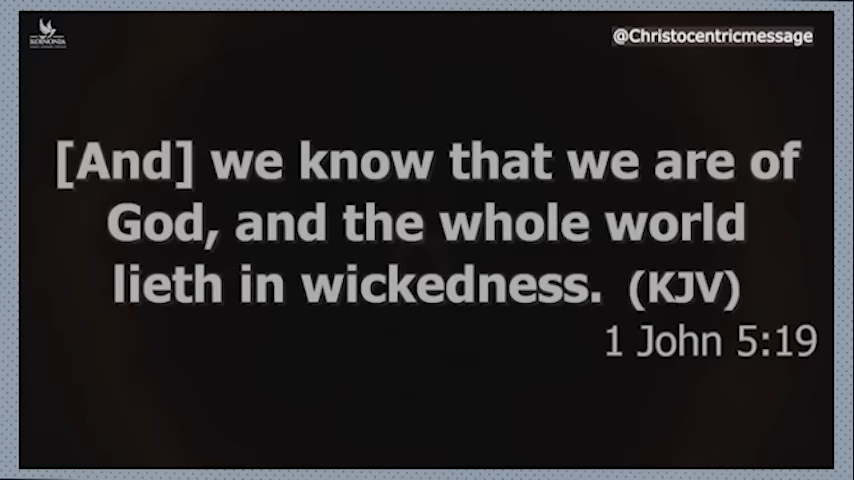 KOINONIA
@Christocentricmessage
[And] we know that we are of
God, and the whole world
lieth in wickedness. (KJV)
1 John 5:19